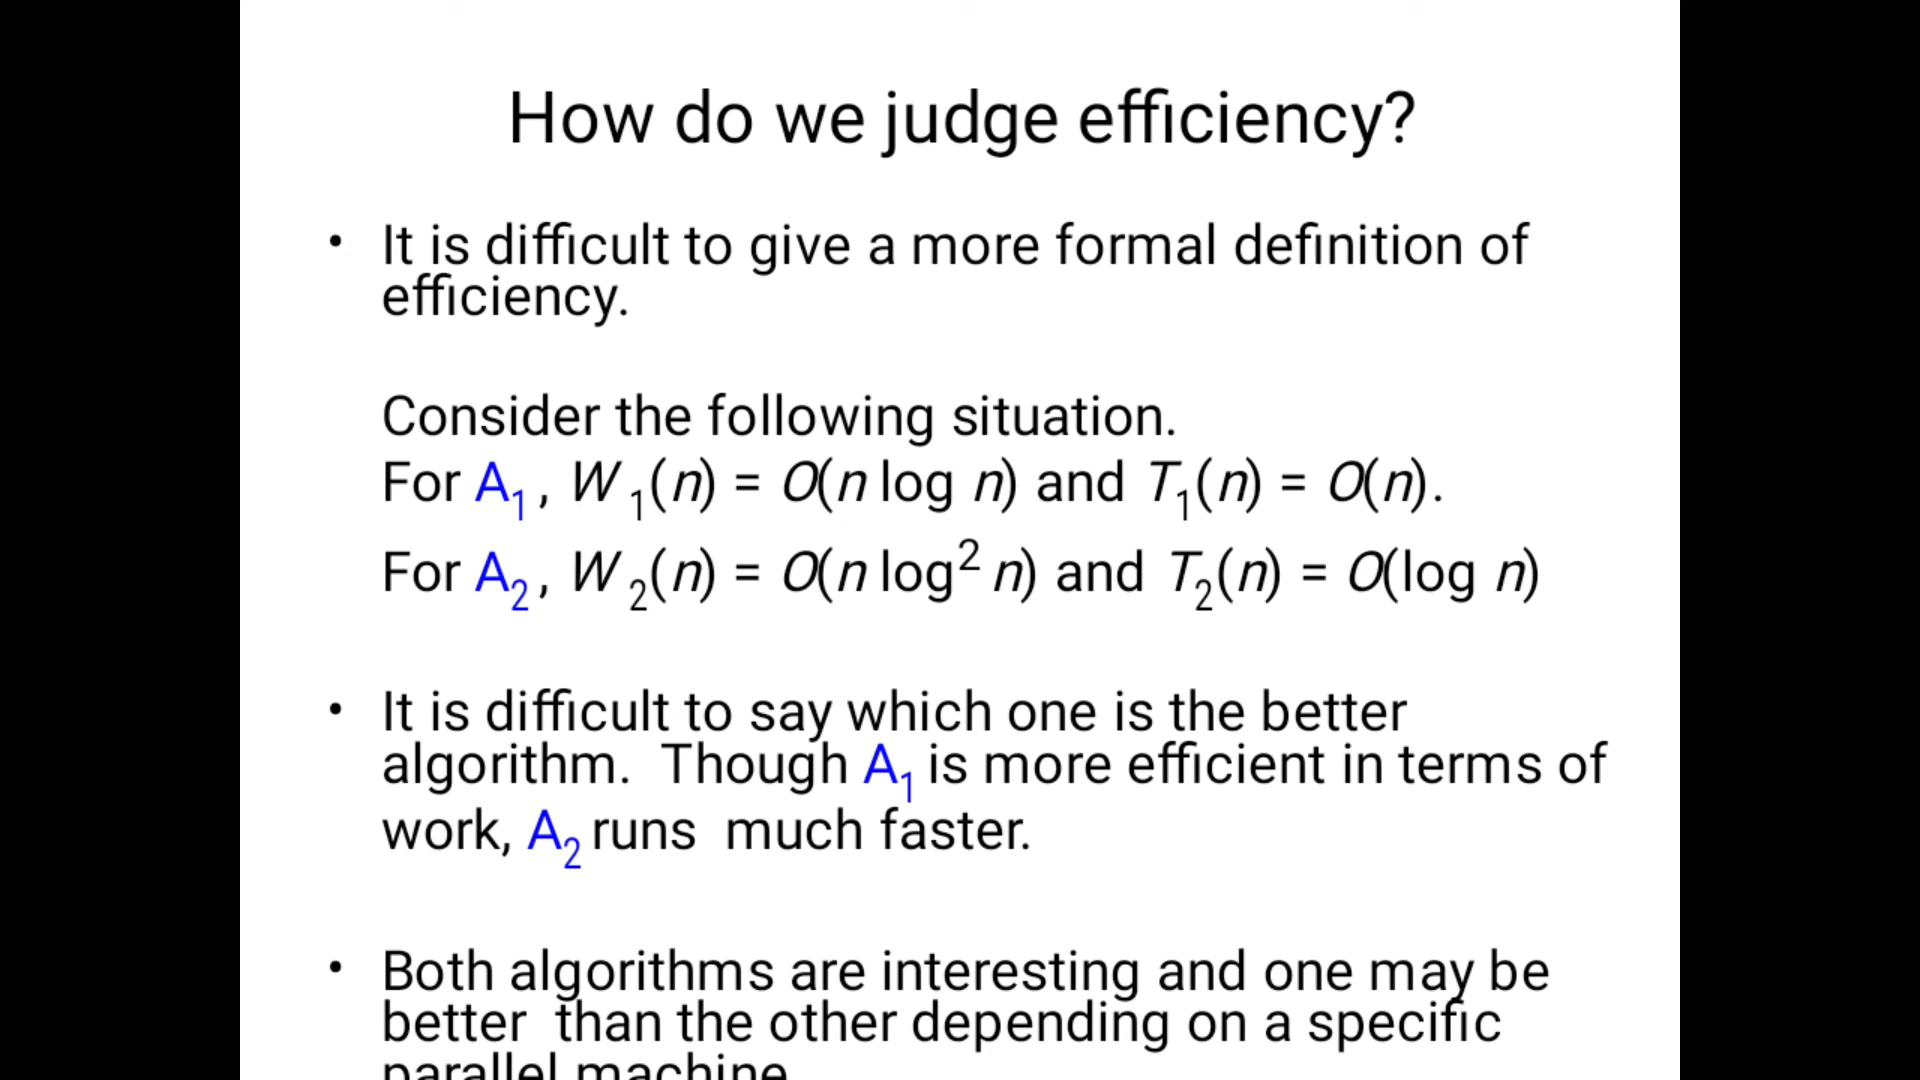 How do we judge efficiency?
• It is difficult to give a more formal definition of
efficiency.
Consider the following situation.
For A₁, W₁(n) = O(n log n) and T₁(n) = O(n).
For A₂, W₂(n) = O(n log² n) and T₂(n) = O(log n)
• It is difficult to say which one is the better
algorithm. Though A₁ is more efficient in terms of
work, A₂ runs much faster.
• Both algorithms are interesting and one may be
better than the other depending on a specific
parallel machine.